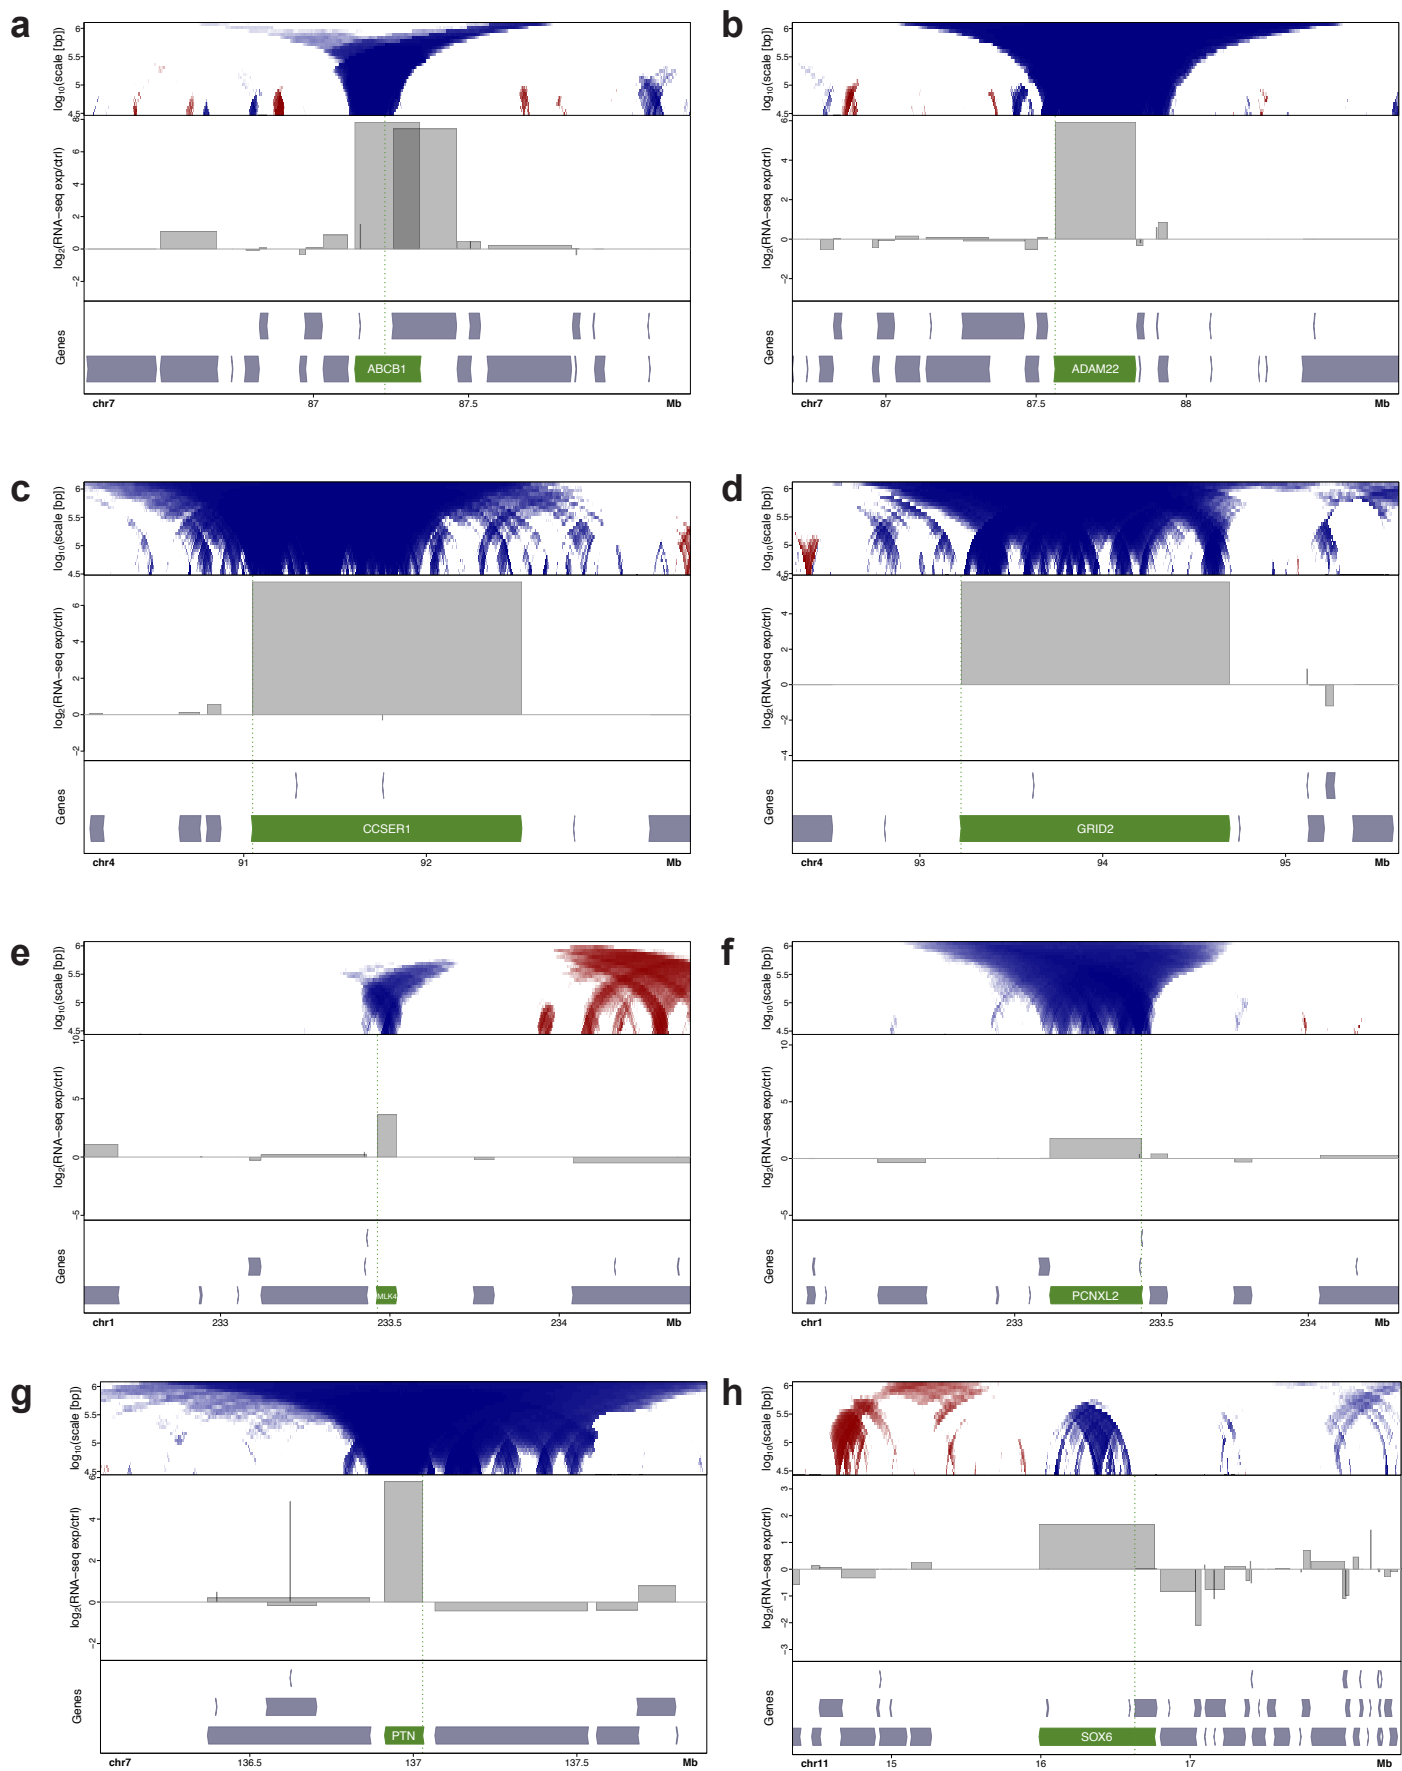 a
log10(scale [bp])
6
5.5
5
4.5
log2(RNA−seq exp/ctrl)
8
6
4
2
0
−2
Genes
ABCB1
chr7
87
87.5
Mb
b
log10(scale [bp])
6
5.5
5
4.5
log2(RNA−seq exp/ctrl)
6
4
2
0
−2
Genes
ADAM22
chr7
87
87.5
88
Mb
c
log10(scale [bp])
6
5.5
5
4.5
log2(RNA−seq exp/ctrl)
6
4
2
0
−2
Genes
CCSER1
chr4
91
92
Mb
d
log10(scale [bp])
6
5.5
5
4.5
log2(RNA−seq exp/ctrl)
6
4
2
0
−2
−4
Genes
GRID2
chr4
93
94
95
Mb
e
log10(scale [bp])
6
5.5
5
4.5
log2(RNA−seq exp/ctrl)
10
5
0
−5
Genes
MLK4
chr1
233
233.5
234
Mb
f
log10(scale [bp])
6
5.5
5
4.5
log2(RNA−seq exp/ctrl)
10
5
0
−5
Genes
PCNXL2
chr1
233
233.5
234
Mb
g
log10(scale [bp])
6
5.5
5
4.5
log2(RNA−seq exp/ctrl)
6
4
2
0
−2
Genes
PTN
chr7
136.5
137
137.5
Mb
h
log10(scale [bp])
6
5.5
5
4.5
log2(RNA−seq exp/ctrl)
3
2
1
0
−1
−2
−3
Genes
SOX6
chr11
15
16
17
Mb